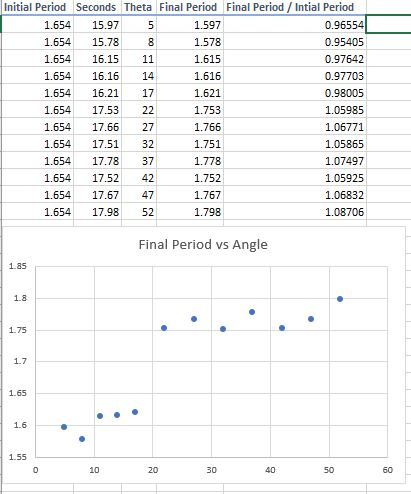 Initial Period Seconds Theta Final Period Final Period / Intial Period
1.654 15.97 5 1.597 0.96554
1.654 15.78 8 1.578 0.95405
1.654 16.15 11 1.615 0.97642
1.654 16.16 14 1.616 0.97703
1.654 16.21 17 1.621 0.98005
1.654 17.53 22 1.753 1.05985
1.654 17.66 27 1.766 1.06771
1.654 17.51 32 1.751 1.05865
1.654 17.78 37 1.778 1.07497
1.654 17.52 42 1.752 1.05925
1.654 17.67 47 1.767 1.06832
1.654 17.98 52 1.798 1.08706
Final Period vs Angle
1.85
1.8
1.75
1.7
1.65
1.6
1.55
0 10 20 30 40 50 60